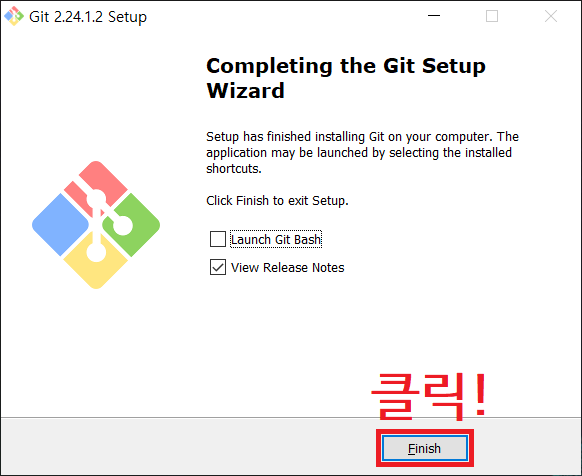 Git 2.24.1.2 Setup
Completing the Git Setup
Wizard
Setup has finished installing Git on your computer. The
application may be launched by selecting the installed
shortcuts.
Click Finish to exit Setup.
Launch Git Bash
View Release Notes
클릭!
Finish